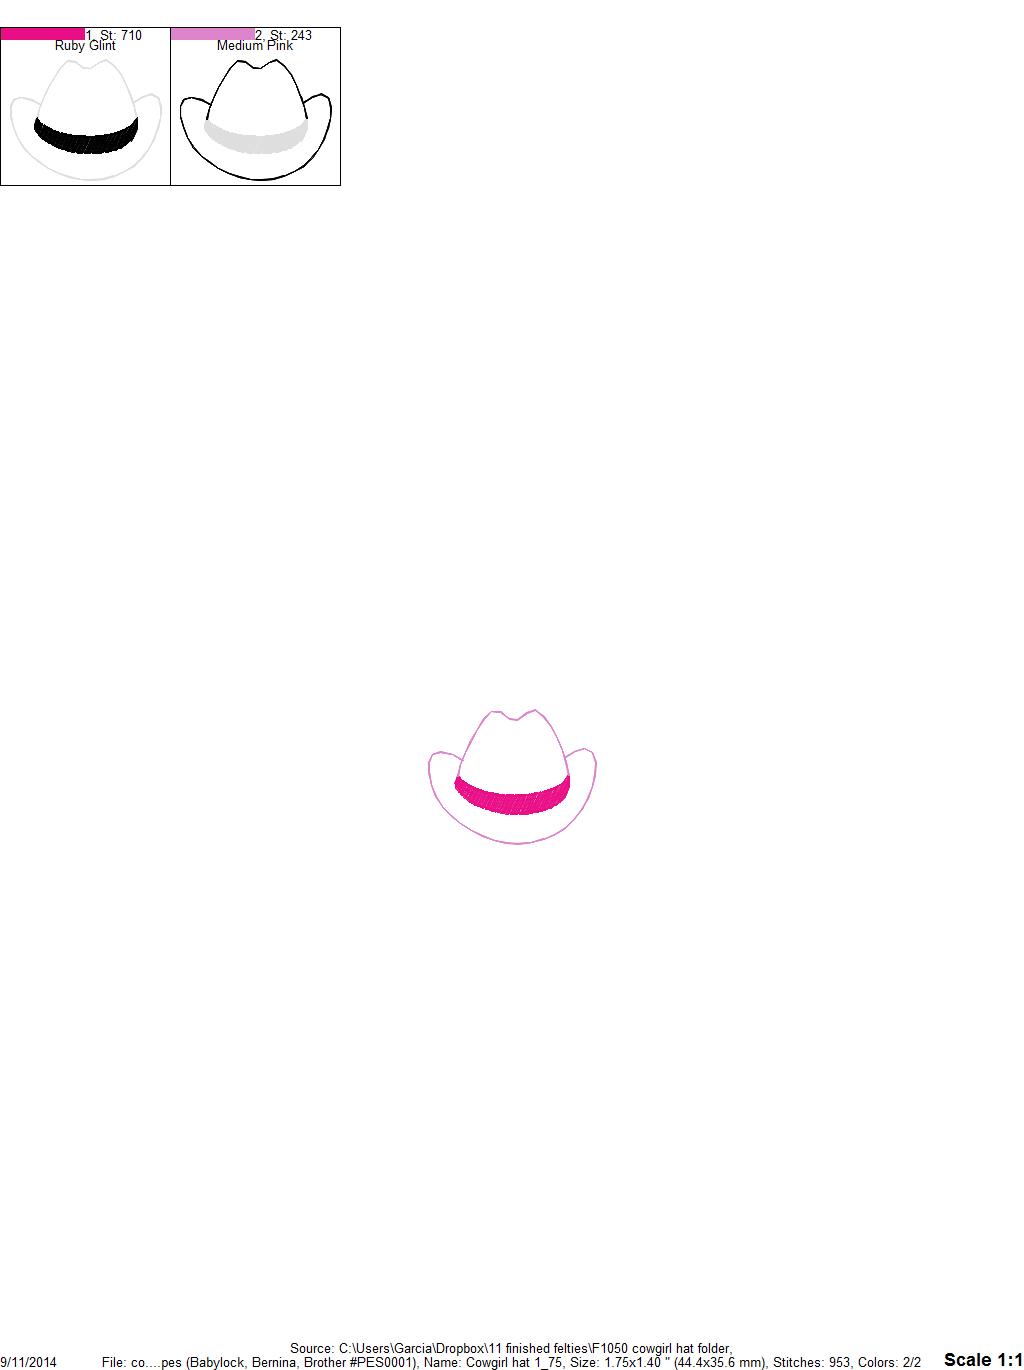 1, St: 710
Ruby Glint
2, St: 243
Medium Pink
Source: C:\Users\Garcia\Dropbox\11 finished felties\F1050 cowgirl hat folder,
9/11/2014 File: co....pes (Babylock, Bernina, Brother #PES0001), Name: Cowgirl hat 1_75, Size: 1.75x1.40 " (44.4x35.6 mm), Stitches: 953, Colors: 2/2 Scale 1:1